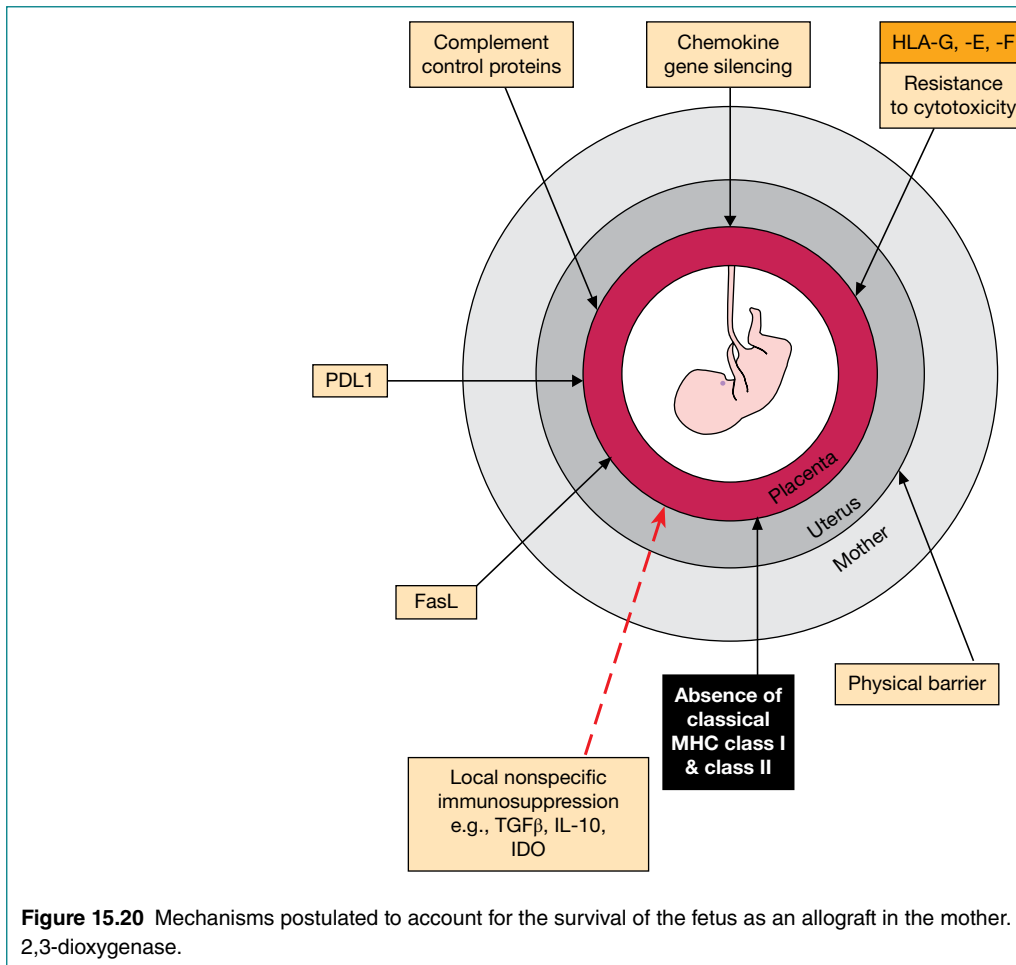 Complement
control proteins
Chemokine
gene silencing
HLA-G, -E, -F
Resistance
to cytotoxicity
PDL1
Placenta
Uterus
Mother
FasL
Physical barrier
Absence of
classical
MHC class I
& class II
Local nonspecific
immunosuppression
e.g., TGFβ, IL-10,
IDO
Figure 15.20 Mechanisms postulated to account for the survival of the fetus as an allograft in the mother.
2,3-dioxygenase.